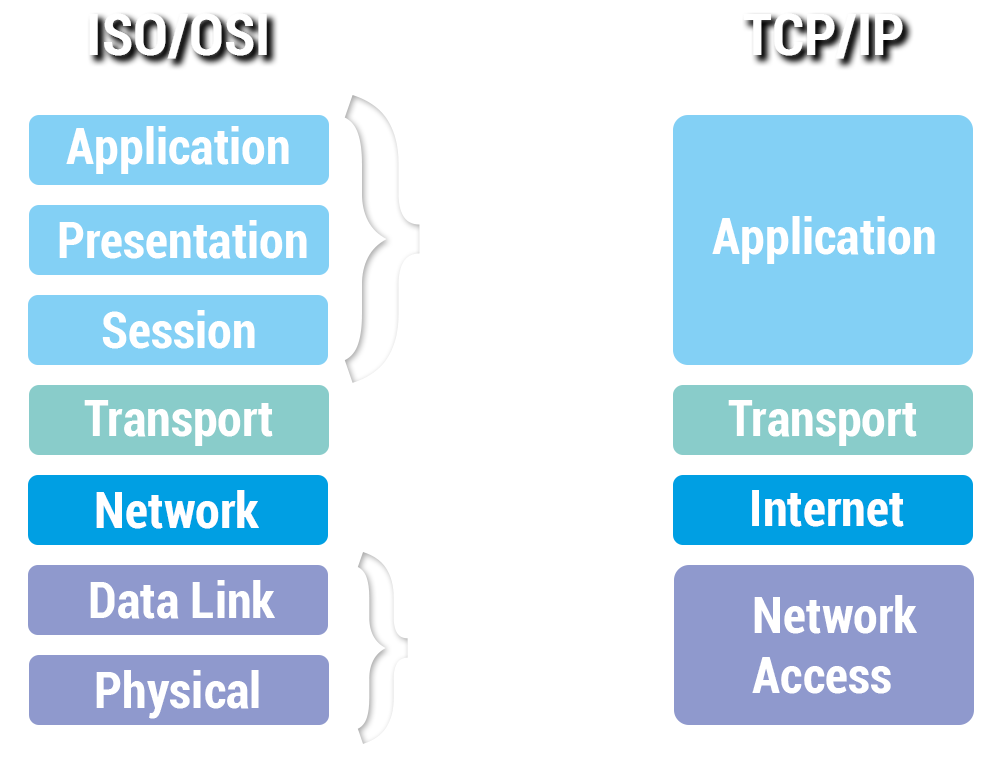 ISO/OSI
TCP/IP
Application
Presentation
Session
Transport
Network
Data Link
Physical
Application
Transport
Internet
Network
Access